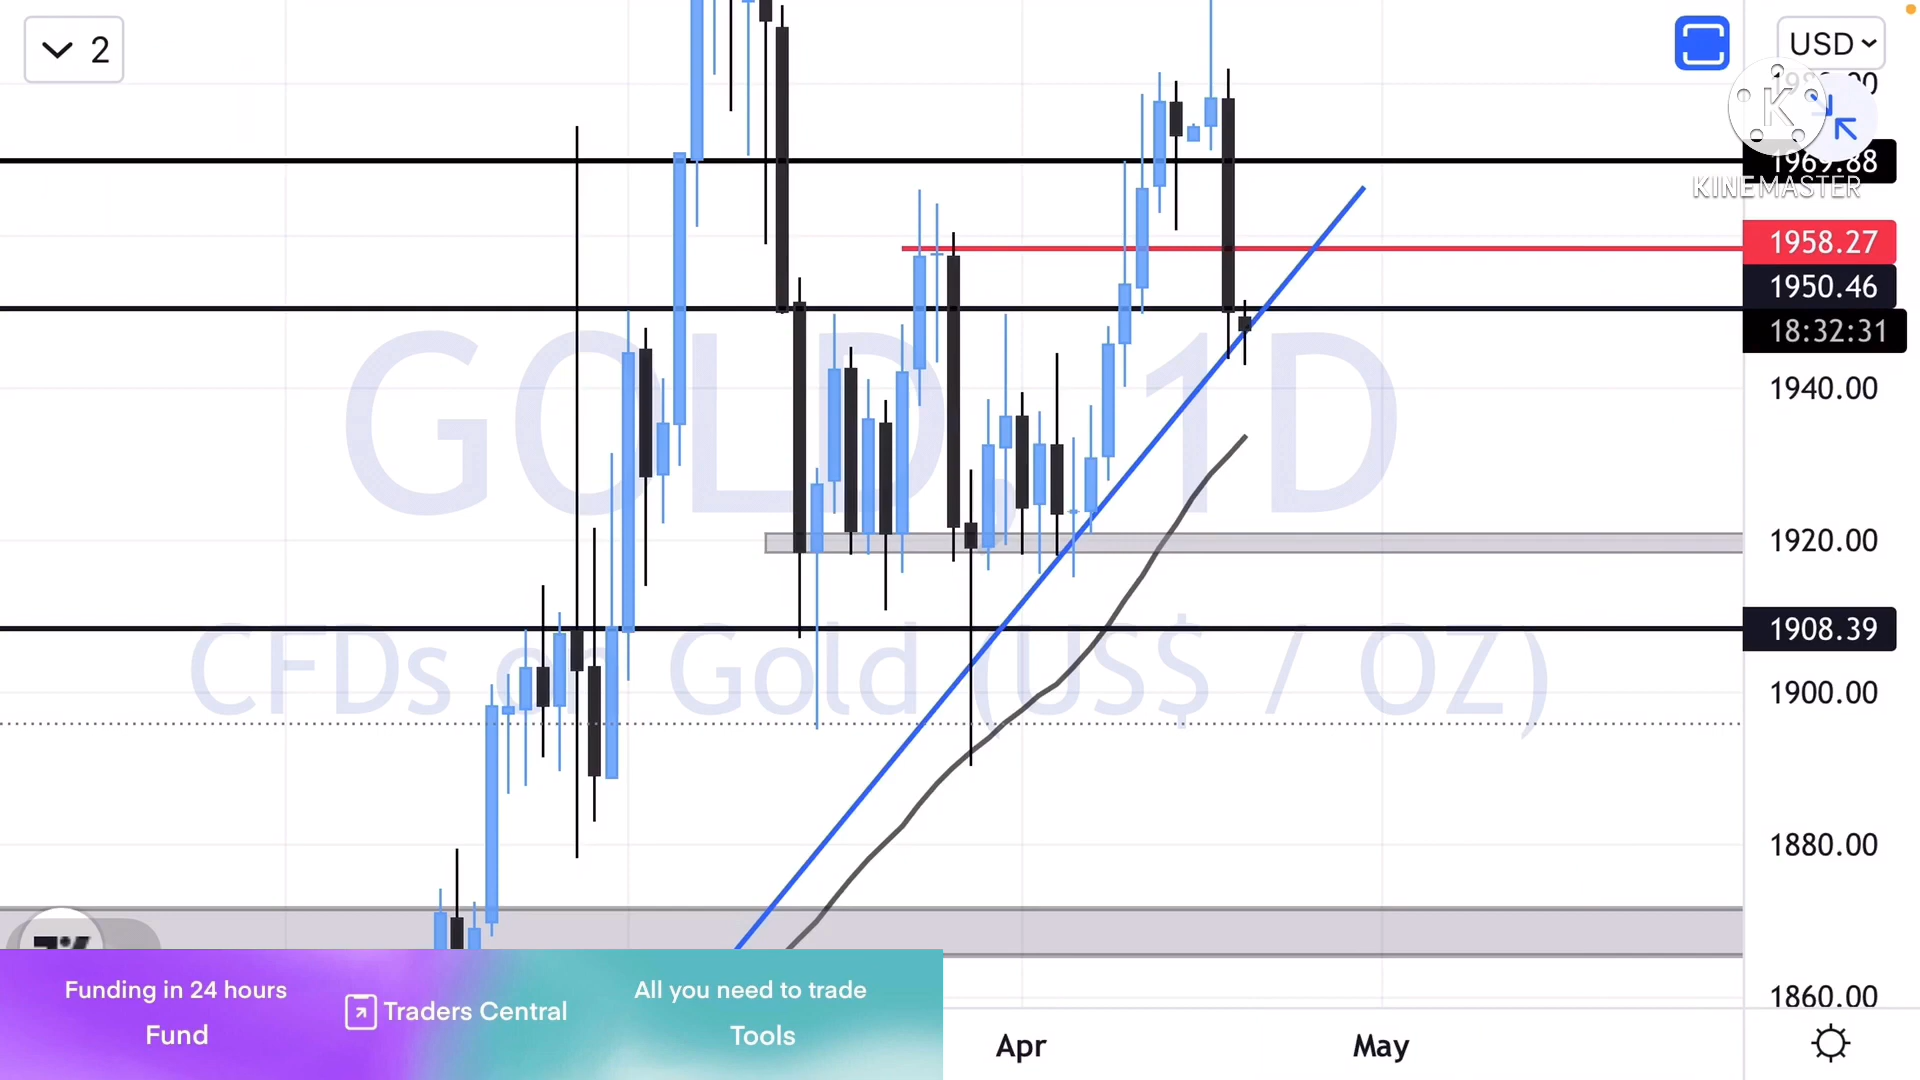 2
USD
1969.88
KINEMASTER
1958.27
1950.46
18:32:31
GOLD, 1D
1940.00
1920.00
CFDs on Gold (US$ / OZ)
1908.39
1900.00
1880.00
1860.00
Funding in 24 hours
Fund
Traders Central
All you need to trade
Tools
Apr
May